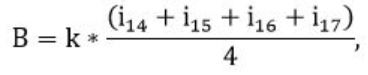 B = k * (i₁₄ + i₁₅ + i₁₆ + i₁₇) / 4,